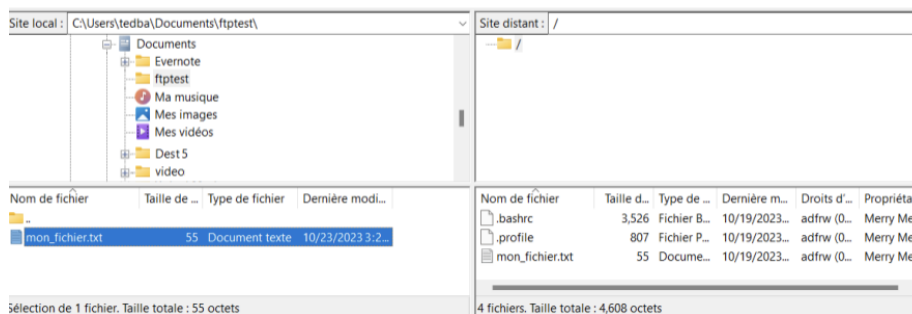 Site local : C:\Users\tedba\Documents\ftptest\
Documents
Evernote
ftptest
Ma musique
Mes images
Mes vidéos
Dest 5
video
Site distant : /
/
Nom de fichier Taille de ... Type de fichier Dernière modi...
..
mon_fichier.txt 55 Document texte 10/23/2023 3:2...
Sélection de 1 fichier. Taille totale : 55 octets
Nom de fichier Taille d... Type de ... Dernière m... Droits d'... Propriéta
.bashrc 3,526 Fichier B... 10/19/2023... adfrw (0... Merry Me
.profile 807 Fichier P... 10/19/2023... adfrw (0... Merry Me
mon_fichier.txt 55 Docume... 10/19/2023... adfrw (0... Merry Me
4 fichiers. Taille totale : 4,608 octets